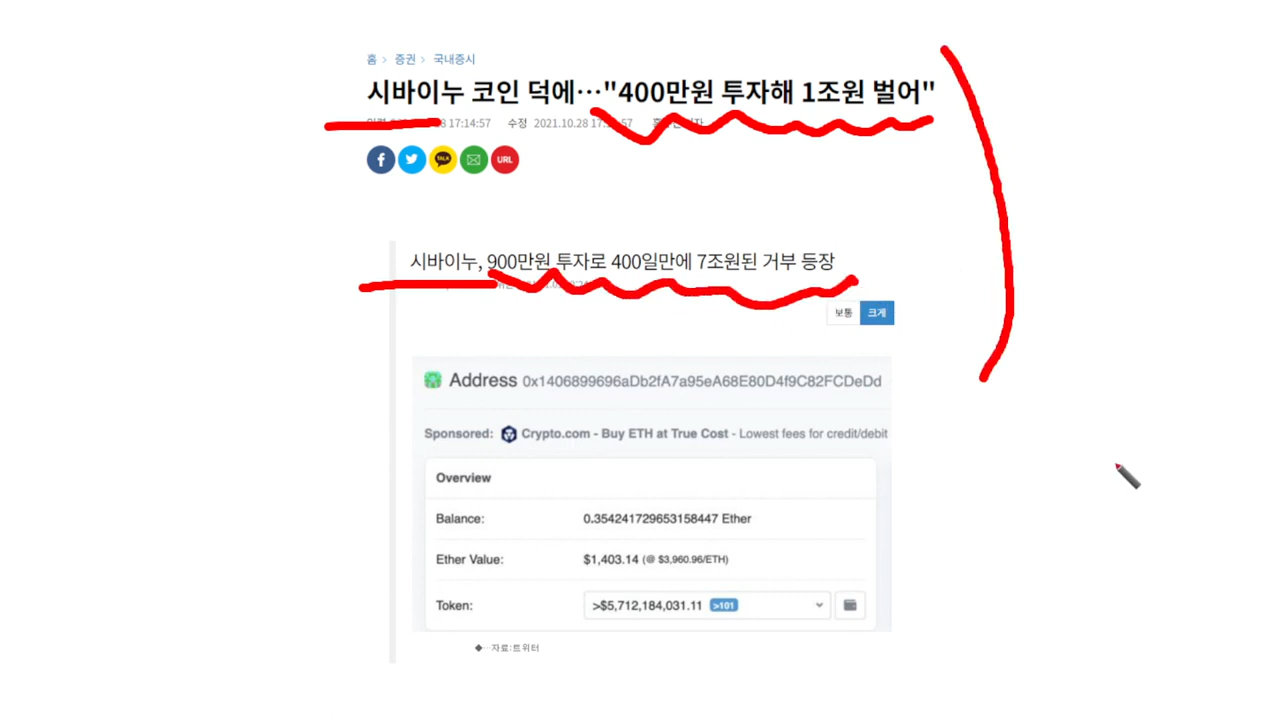 홈 > 증권 > 국내증시
시바이누 코인 덕에…"400만원 투자해 1조원 벌어"
17:14:57 수정 2021.10.28
TALK URL
시바이누, 900만원 투자로 400일만에 7조원된 거부 등장
보통 크게
Address 0x1406899696aDb2fA7a95eA68E80D4f9C82FCDeDd
Sponsored: Crypto.com - Buy ETH at True Cost - Lowest fees for credit/debit
Overview
Balance: 0.354241729653158447 Ether
Ether Value: $1,403.14 (@ $3,960.96/ETH)
Token: >$5,712,184,031.11 >101
◆…자료:트위터